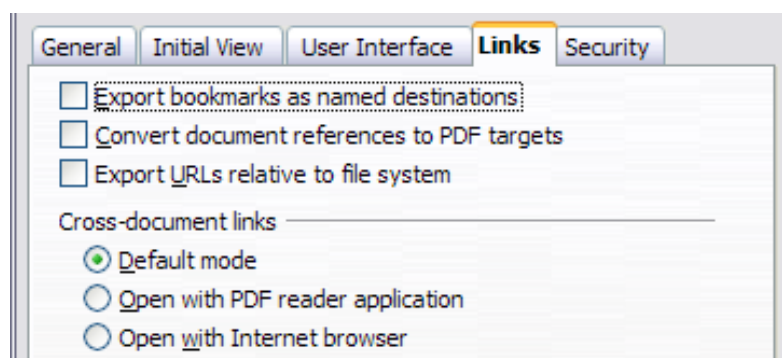 General Initial View User Interface Links Security
Export bookmarks as named destinations
Convert document references to PDF targets
Export URLs relative to file system
Cross-document links
Default mode
Open with PDF reader application
Open with Internet browser